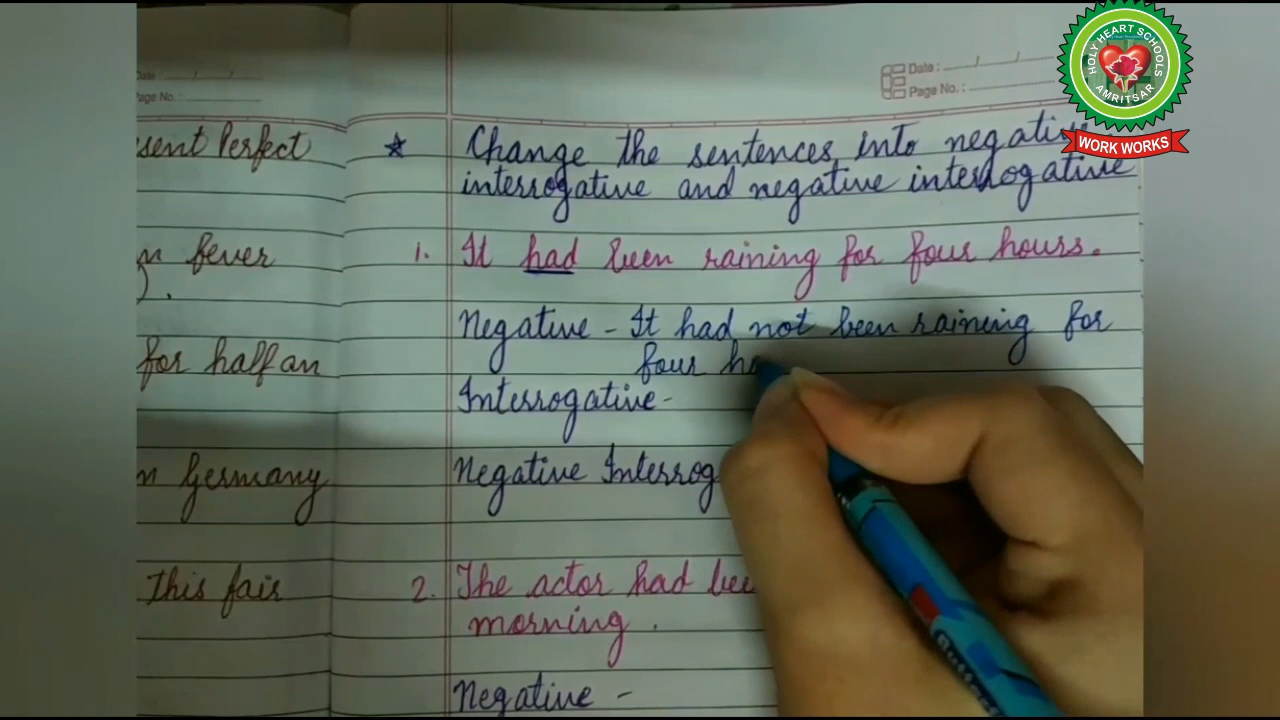 Date : / / /
Page No. :
sent Perfect
n fever
for half an
n Germany
This fair
Date : / /
Page No. :
Change the sentences into negative
interrogative and negative interrogative
1. It had been raining for four hours.
Negative - It had not been raining for
four ho
Interrogative -
Negative Interrog
2. The actor had bee
morning .
Negative -
HOLY HEART SCHOOLS
AMRITSAR
WORK WORKS
Butter